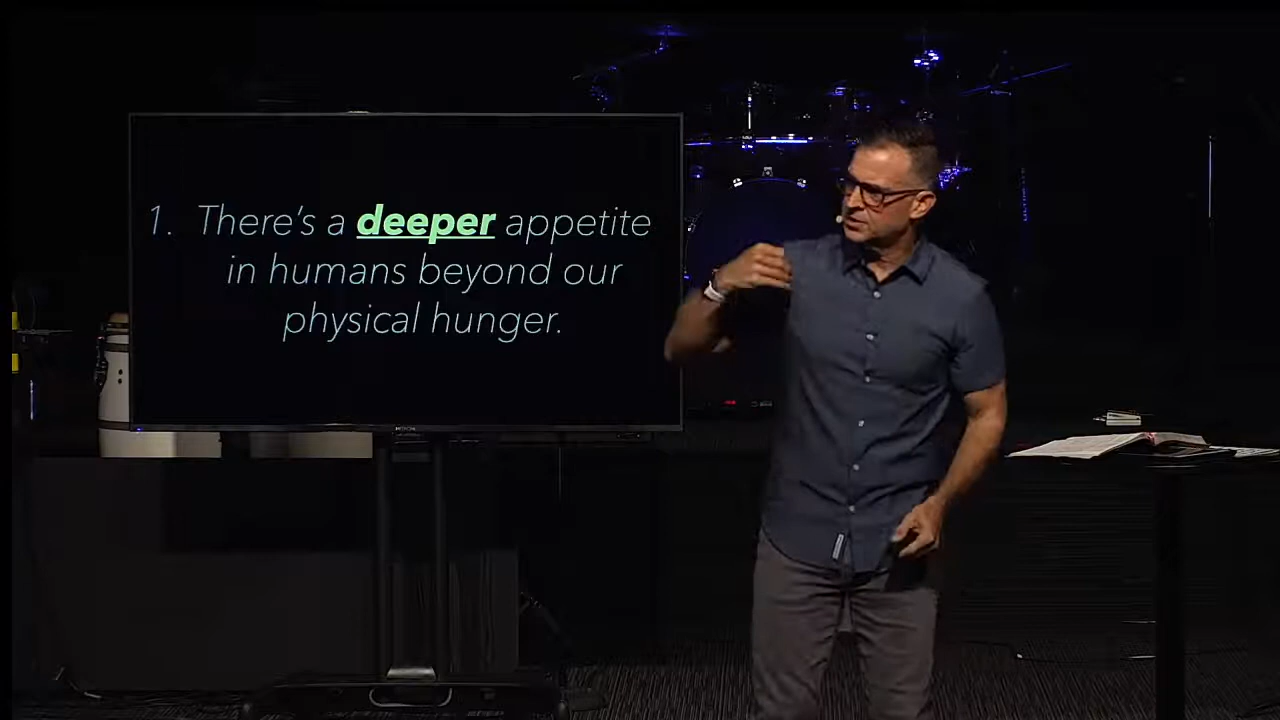 1. There's a deeper appetite
in humans beyond our
physical hunger.